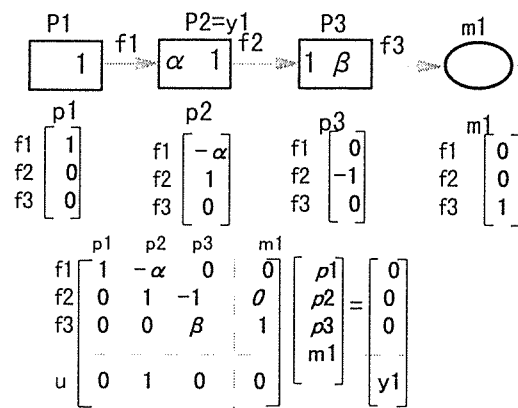 P1 P2=y1 P3 m1
f1 f2 f3
1 α 1 1 β
p1 p2 p3 m1
f1 1 f1 -α f1 0 f1 0
f2 0 f2 1 f2 -1 f2 0
f3 0 f3 0 f3 0 f3 1
p1 p2 p3 m1
f1 1 -α 0 0 p1 0
f2 0 1 -1 0 p2 = 0
f3 0 0 β 1 p3 0
m1
u 0 1 0 0 y1